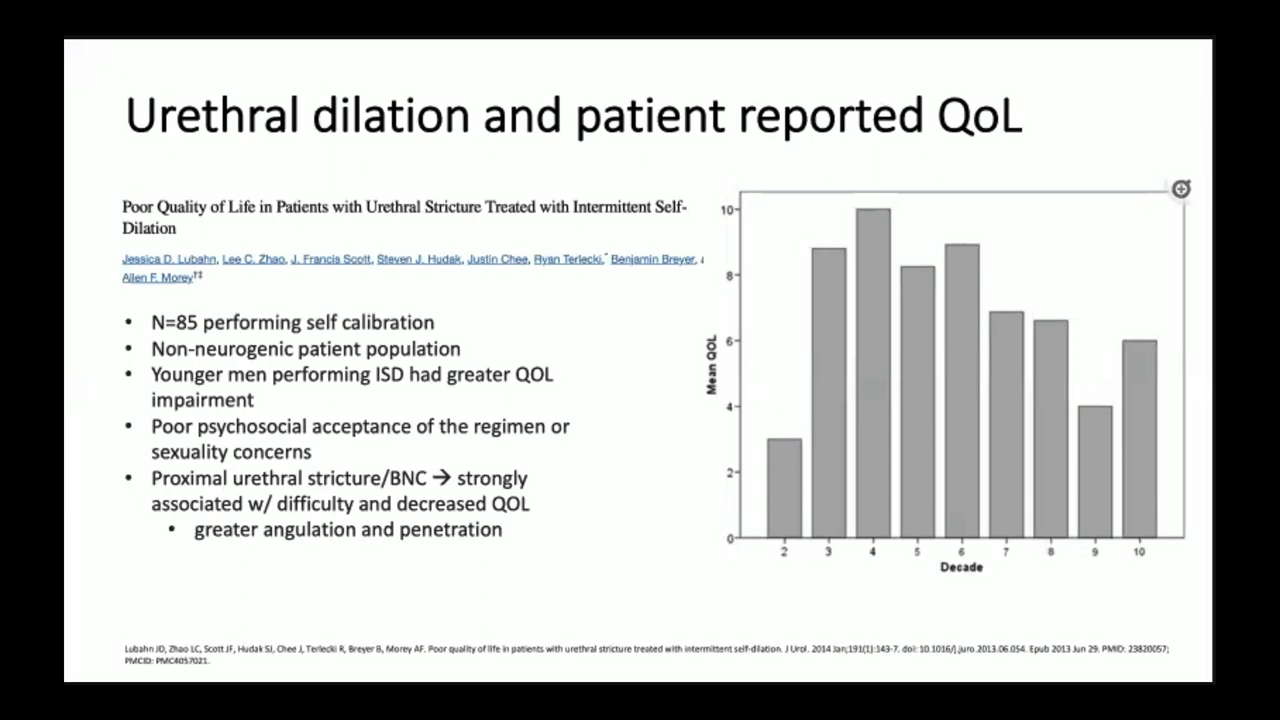 Urethral dilation and patient reported QoL
Poor Quality of Life in Patients with Urethral Stricture Treated with Intermittent Self-
Dilation
Jessica D. Lubahn, Lee C. Zhao, J. Francis Scott, Steven J. Hudak, Justin Chee, Ryan Terlecki,* Benjamin Breyer,
Allen F. Morey†‡
• N=85 performing self calibration
• Non-neurogenic patient population
• Younger men performing ISD had greater QOL
impairment
• Poor psychosocial acceptance of the regimen or
sexuality concerns
• Proximal urethral stricture/BNC → strongly
associated w/ difficulty and decreased QOL
• greater angulation and penetration
Mean QOL
10
8
6
4
2
0
2 3 4 5 6 7 8 9 10
Decade
Lubahn JD, Zhao LC, Scott JF, Hudak SJ, Chee J, Terlecki R, Breyer B, Morey AF. Poor quality of life in patients with urethral stricture treated with intermittent self-dilation. J Urol. 2014 Jan;191(1):143-7. doi: 10.1016/j.juro.2013.06.054. Epub 2013 Jun 29. PMID: 23820057;
PMCID: PMC4057021.